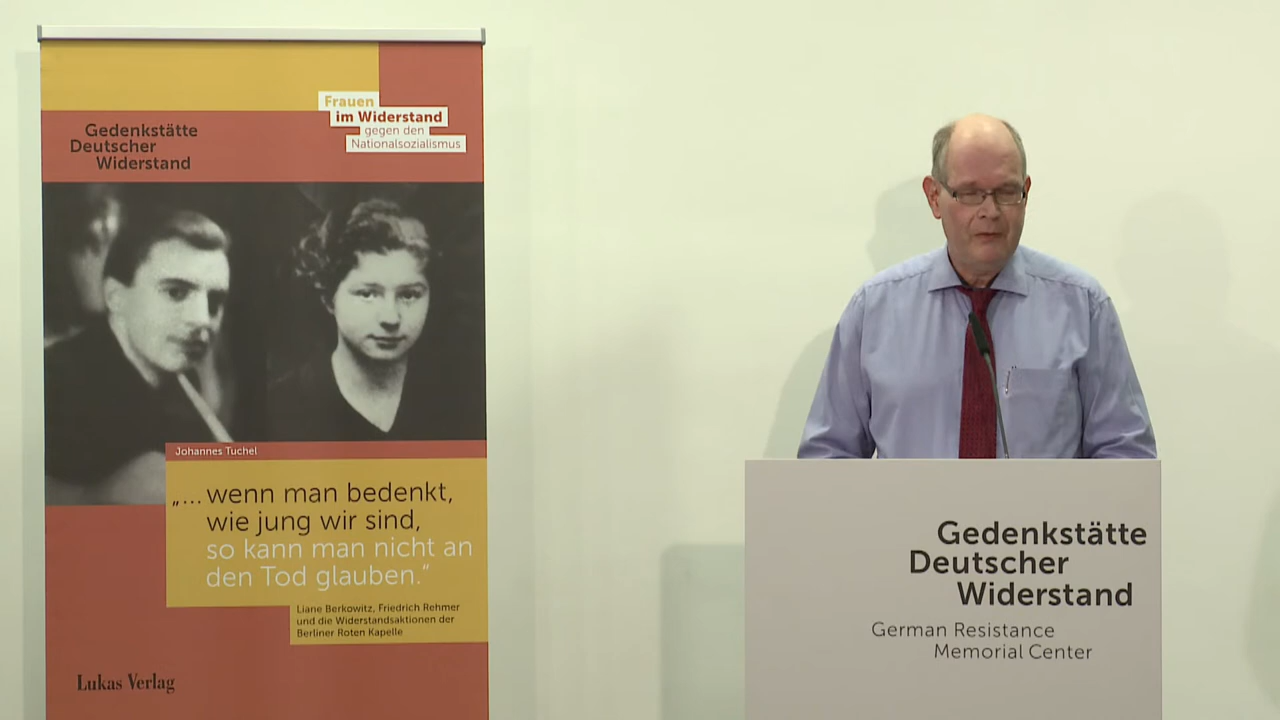 Frauen
im Widerstand
gegen den
Nationalsozialismus
Gedenkstätte
Deutscher
Widerstand
Johannes Tuchel
„... wenn man bedenkt,
wie jung wir sind,
so kann man nicht an
den Tod glauben.“
Liane Berkowitz, Friedrich Rehmer
und die Widerstandsaktionen der
Berliner Roten Kapelle
Lukas Verlag
Gedenkstätte
Deutscher
Widerstand
German Resistance
Memorial Center